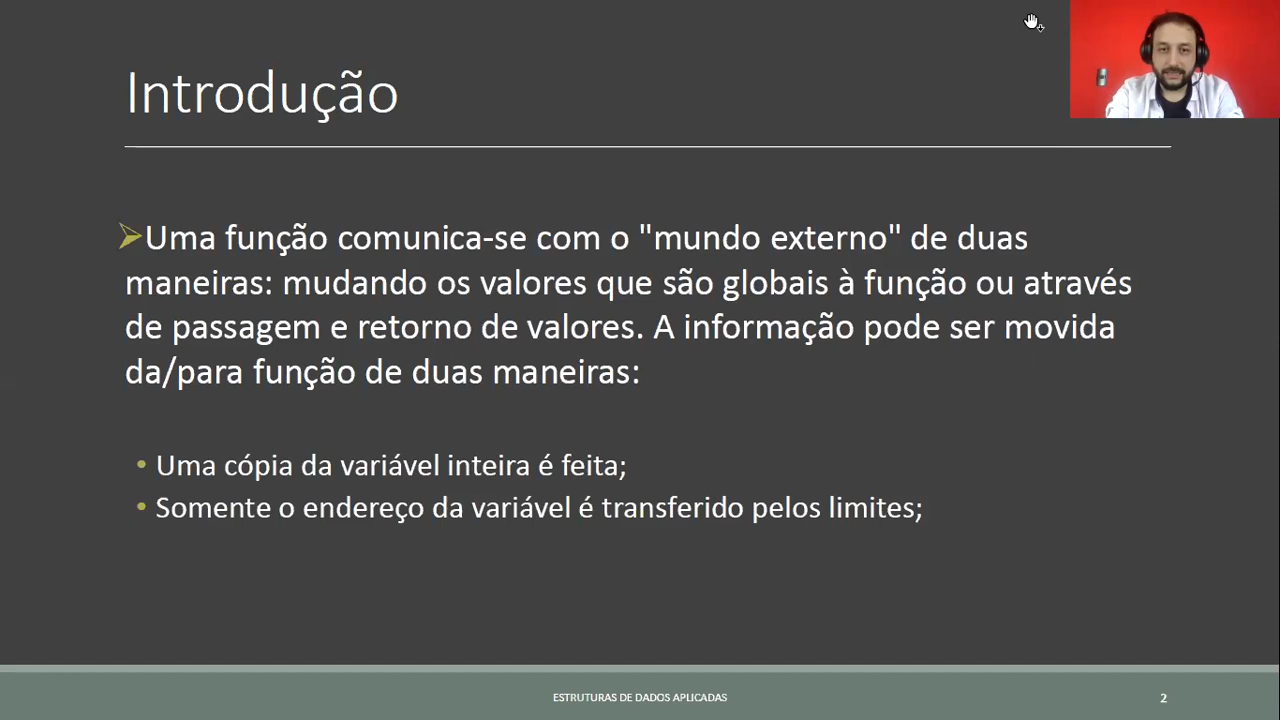 Introdução
Uma função comunica-se com o "mundo externo" de duas
maneiras: mudando os valores que são globais à função ou através
de passagem e retorno de valores. A informação pode ser movida
da/para função de duas maneiras:
• Uma cópia da variável inteira é feita;
• Somente o endereço da variável é transferido pelos limites;
ESTRUTURAS DE DADOS APLICADAS
2